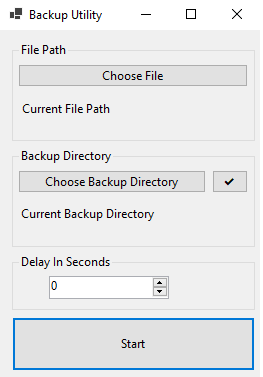 Backup Utility
File Path
Choose File
Current File Path
Backup Directory
Choose Backup Directory
Current Backup Directory
Delay In Seconds
0
Start